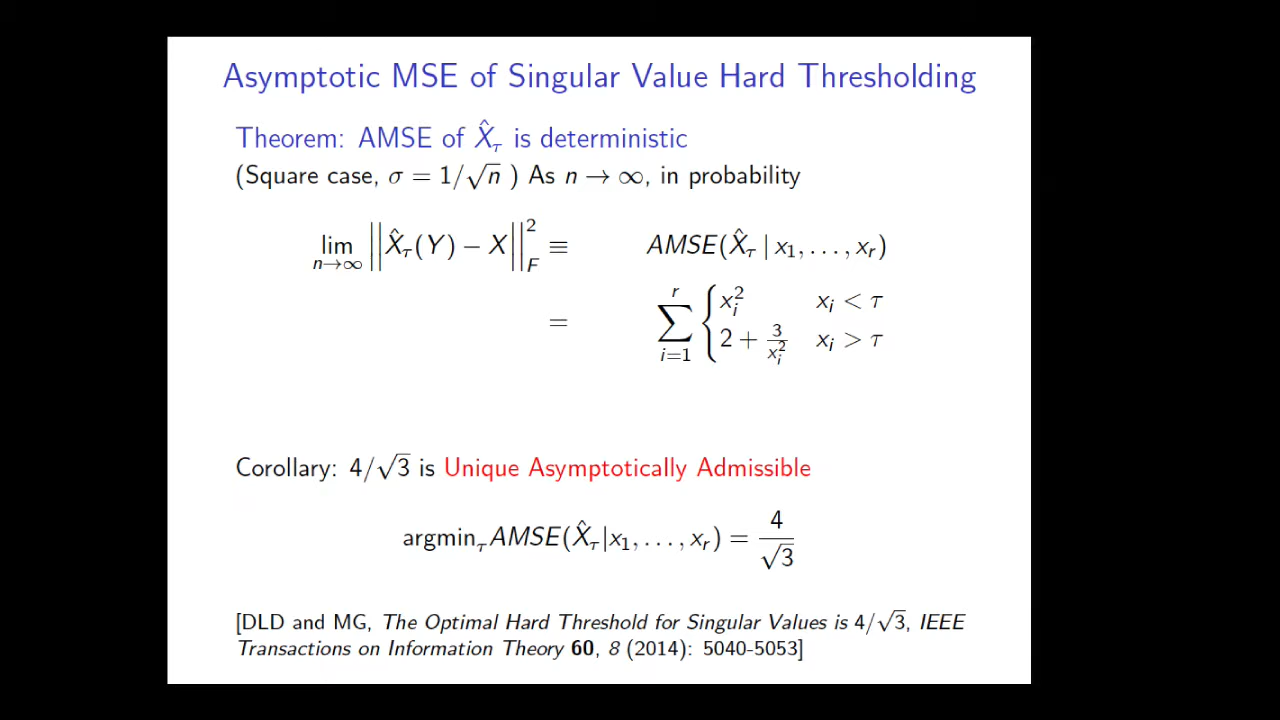 Asymptotic MSE of Singular Value Hard Thresholding
Theorem: AMSE of X̂_τ is deterministic
(Square case, σ = 1/√n ) As n → ∞, in probability
lim_{n→∞} ||X̂_τ(Y) − X||²_F ≡ AMSE(X̂_τ | x₁, . . . , x_r)
= ∑_{i=1}^{r} { x_i²   x_i < τ
2 + 3/x_i²   x_i > τ
Corollary: 4/√3 is Unique Asymptotically Admissible
argmin_τ AMSE(X̂_τ|x₁, . . . , x_r) = 4/√3
[DLD and MG, The Optimal Hard Threshold for Singular Values is 4/√3, IEEE
Transactions on Information Theory 60, 8 (2014): 5040-5053]